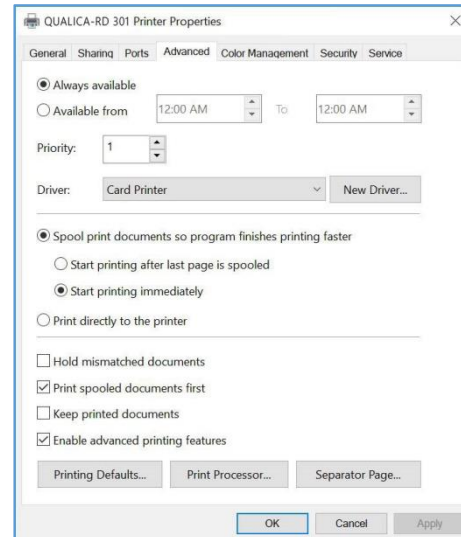 QUALICA-RD 301 Printer Properties
General Sharing Ports Advanced Color Management Security Service
Always available
Available from 12:00 AM To 12:00 AM
Priority: 1
Driver: Card Printer New Driver...
Spool print documents so program finishes printing faster
Start printing after last page is spooled
Start printing immediately
Print directly to the printer
Hold mismatched documents
Print spooled documents first
Keep printed documents
Enable advanced printing features
Printing Defaults... Print Processor... Separator Page...
OK Cancel Apply